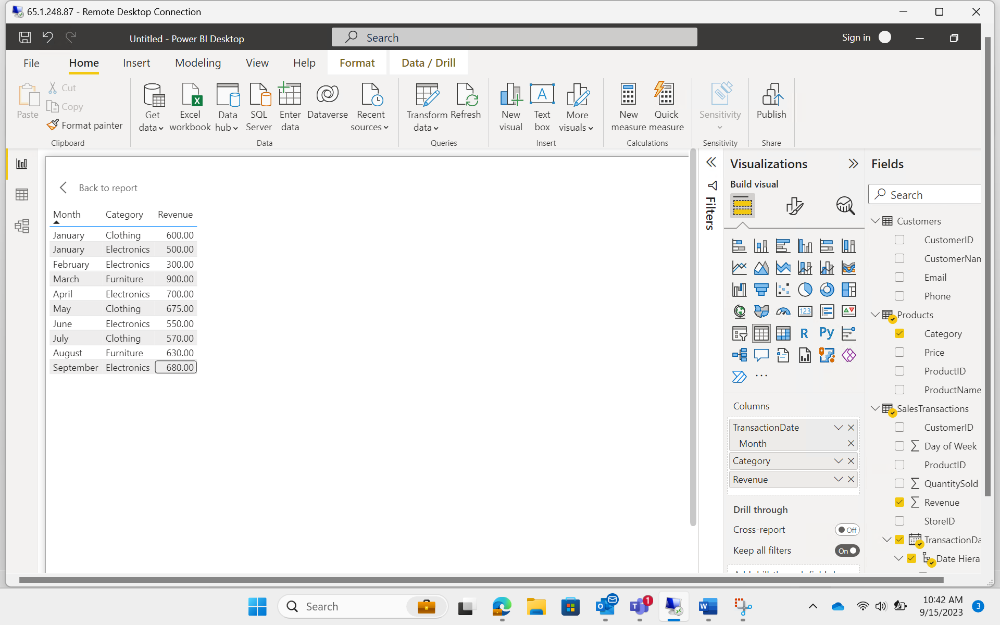 65.1.248.87 - Remote Desktop Connection
Untitled - Power BI Desktop
Search
Sign in
File
Home
Insert
Modeling
View
Help
Format
Data / Drill
Paste
Cut
Copy
Format painter
Clipboard
Get data
Excel workbook
Data hub
SQL Server
Enter data
Dataverse
Recent sources
Data
Transform data
Refresh
Queries
New visual
Text box
More visuals
Insert
New measure
Quick measure
Calculations
Sensitivity
Sensitivity
Publish
Share
Back to report
Month Category Revenue
January Clothing 600.00
January Electronics 500.00
February Electronics 300.00
March Furniture 900.00
April Electronics 700.00
May Clothing 675.00
June Electronics 550.00
July Clothing 570.00
August Furniture 630.00
September Electronics 680.00
Filters
Visualizations
Build visual
123
R
Py
...
Columns
TransactionDate
Month
Category
Revenue
Drill through
Cross-report
Off
Keep all filters
On
Fields
Search
Customers
CustomerID
CustomerNam
Email
Phone
Products
Category
Price
ProductID
ProductName
SalesTransactions
CustomerID
Day of Week
ProductID
QuantitySold
Revenue
StoreID
TransactionDa
Date Hiera
Search
1
10:42 AM
9/15/2023
3